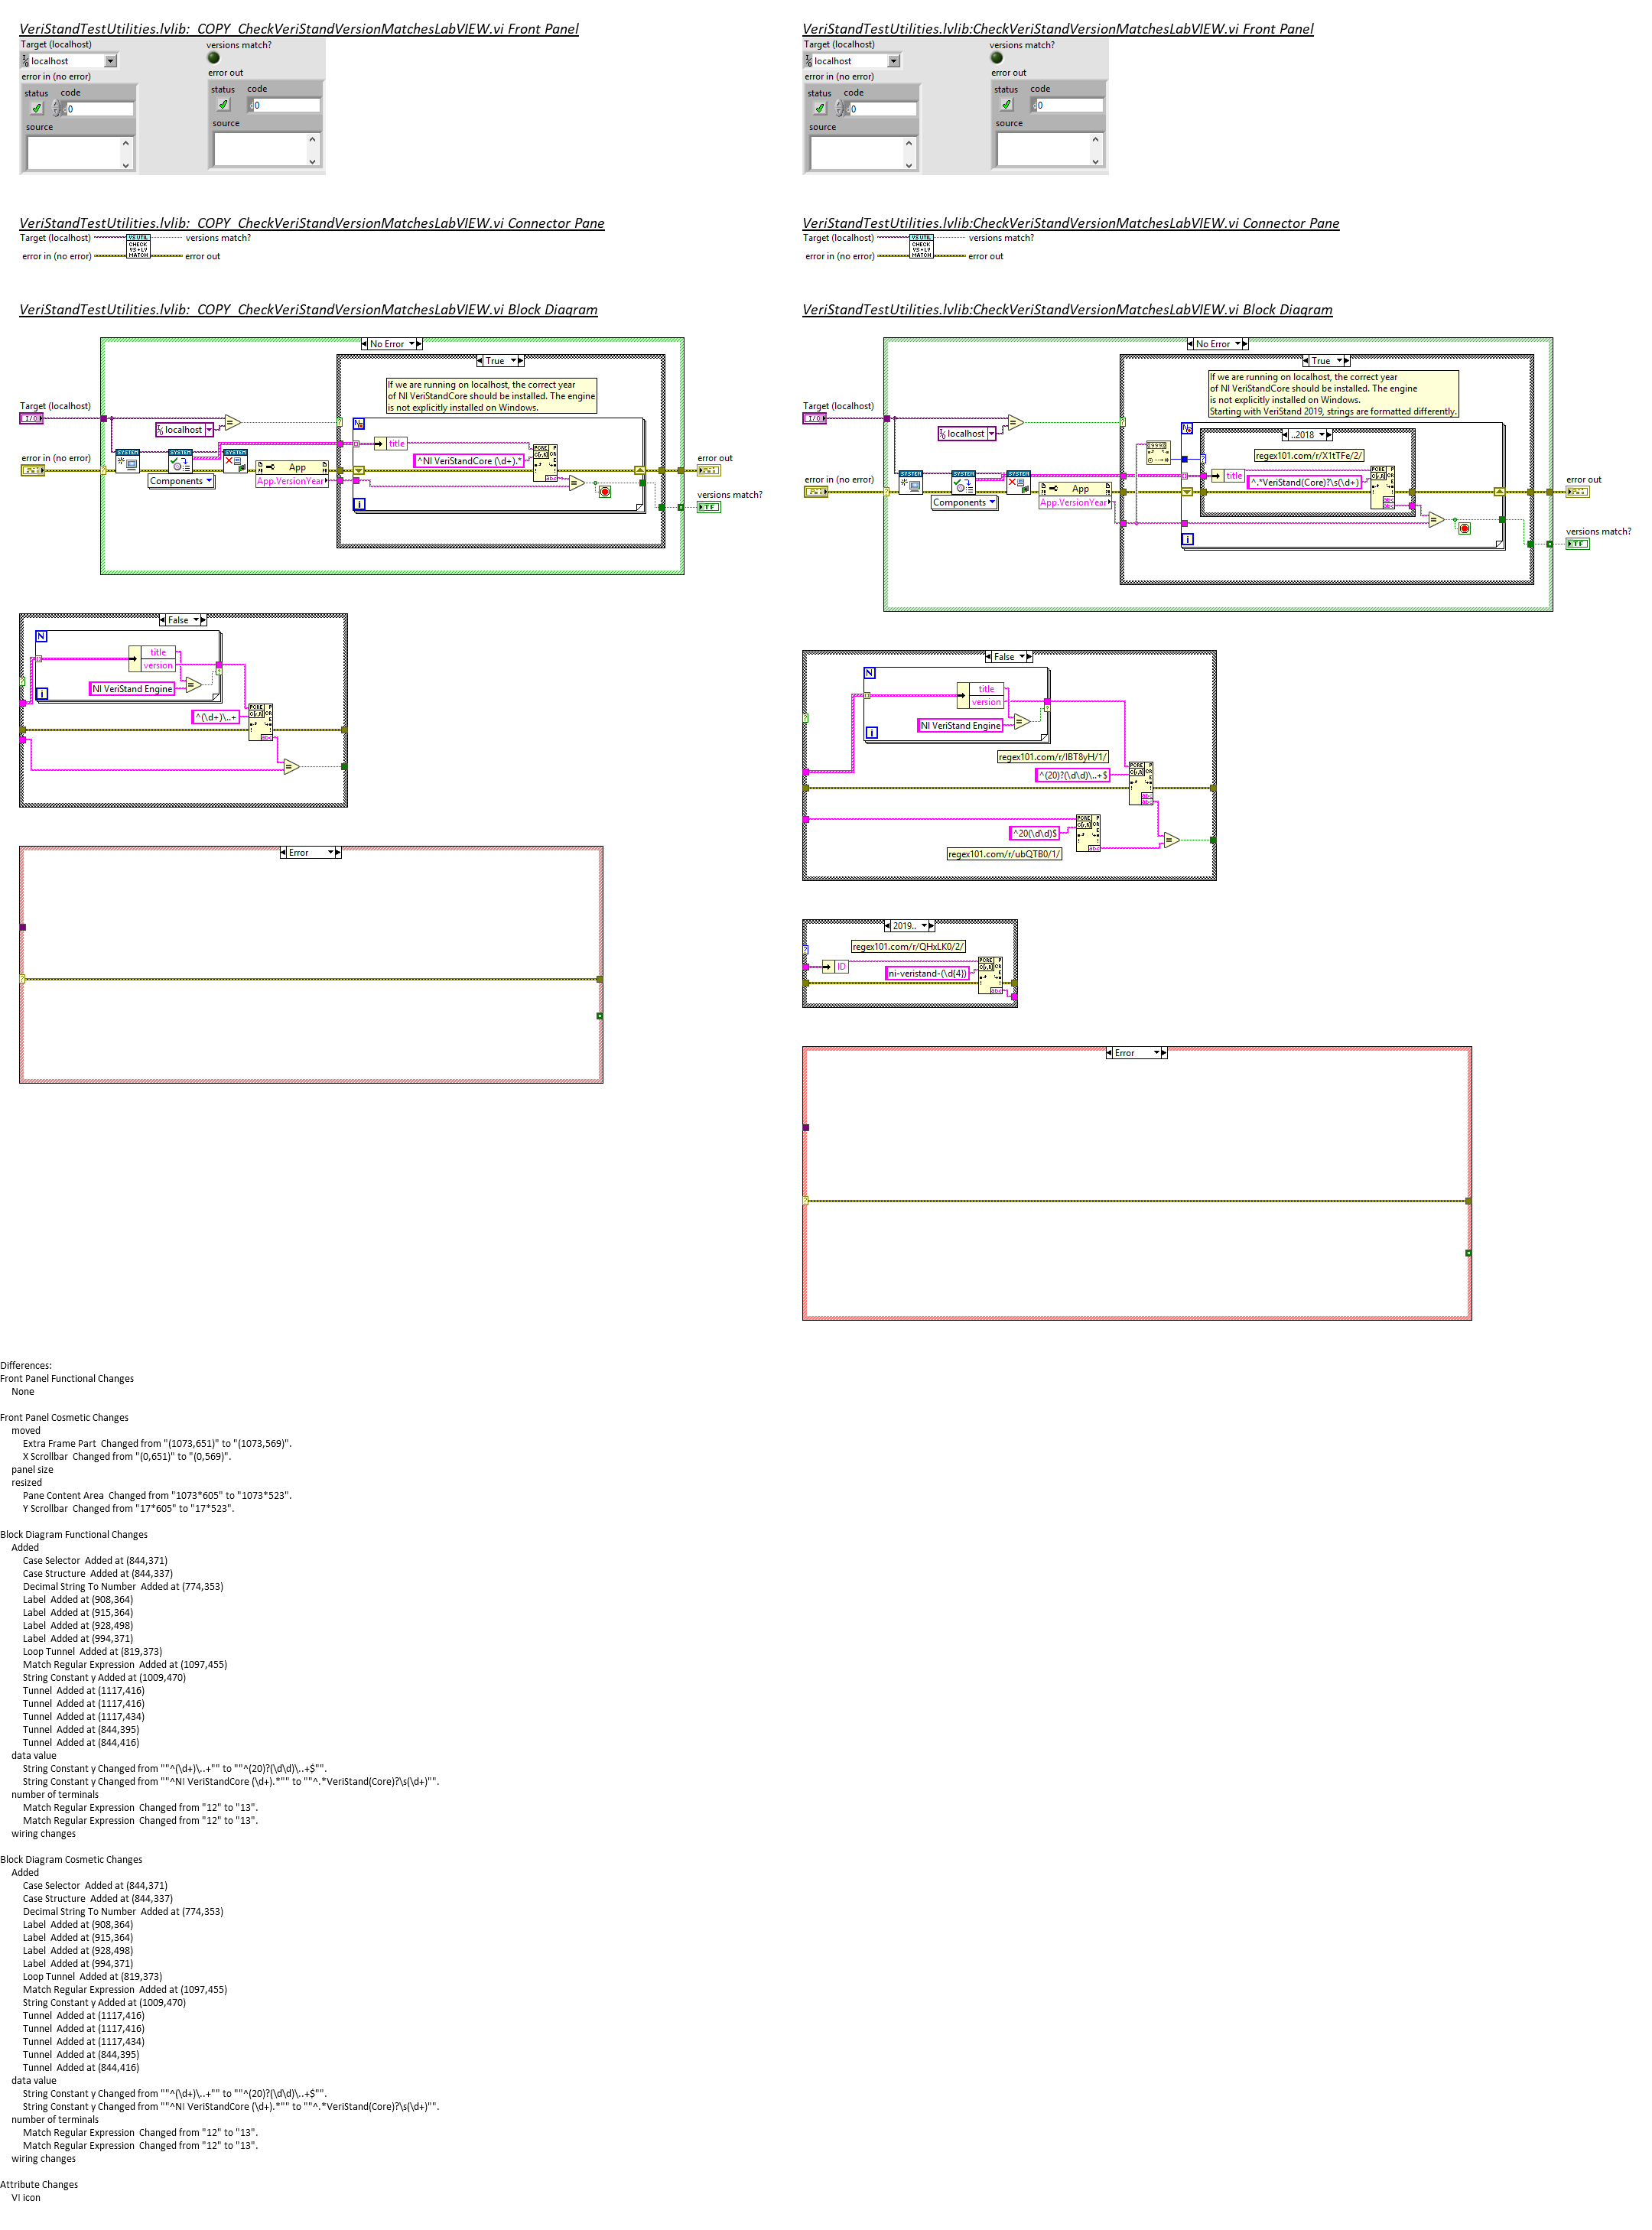 VeriStandTestUtilities.lvlib:_COPY_CheckVeriStandVersionMatchesLabVIEW.vi Front Panel
Target (localhost)
versions match?
localhost
error in (no error)
error out
status code
status code
0
0
source
source
VeriStandTestUtilities.lvlib:_COPY_CheckVeriStandVersionMatchesLabVIEW.vi Connector Pane
Target (localhost)
versions match?
VS UTIL
CHECK
VS + LV
MATCH
error in (no error)
error out
VeriStandTestUtilities.lvlib:_COPY_CheckVeriStandVersionMatchesLabVIEW.vi Block Diagram
No Error
True
If we are running on localhost, the correct year
of NI VeriStandCore should be installed. The engine
is not explicitly installed on Windows.
Target (localhost)
localhost
title
^NI VeriStandCore (\d+).*
error in (no error)
SYSTEM
SYSTEM
SYSTEM
Components
App
App.VersionYear
error out
versions match?
TF
False
N
title
version
NI VeriStand Engine
i
^(\d+)\..+
Error
VeriStandTestUtilities.lvlib:CheckVeriStandVersionMatchesLabVIEW.vi Front Panel
Target (localhost)
versions match?
localhost
error in (no error)
error out
status code
status code
0
0
source
source
VeriStandTestUtilities.lvlib:CheckVeriStandVersionMatchesLabVIEW.vi Connector Pane
Target (localhost)
versions match?
VS UTIL
CHECK
VS + LV
MATCH
error in (no error)
error out
VeriStandTestUtilities.lvlib:CheckVeriStandVersionMatchesLabVIEW.vi Block Diagram
No Error
True
If we are running on localhost, the correct year
of NI VeriStandCore should be installed. The engine
is not explicitly installed on Windows.
Starting with VeriStand 2019, strings are formatted differently.
Target (localhost)
localhost
..2018
regex101.com/r/X1tTFe/2/
title
^.*VeriStand(Core)?\s(\d+)
error in (no error)
SYSTEM
SYSTEM
SYSTEM
Components
App
App.VersionYear
error out
versions match?
TF
False
N
title
version
NI VeriStand Engine
i
regex101.com/r/IBT8yH/1/
^(20)?(\d\d)\..+$
^20(\d\d)$
regex101.com/r/ubQTB0/1/
2019..
regex101.com/r/QHxLK0/2/
ID
ni-veristand-(\d{4})
Error
Differences:
Front Panel Functional Changes
None
Front Panel Cosmetic Changes
moved
Extra Frame Part Changed from "(1073,651)" to "(1073,569)".
X Scrollbar Changed from "(0,651)" to "(0,569)".
panel size
resized
Pane Content Area Changed from "1073*605" to "1073*523".
Y Scrollbar Changed from "17*605" to "17*523".
Block Diagram Functional Changes
Added
Case Selector Added at (844,371)
Case Structure Added at (844,337)
Decimal String To Number Added at (774,353)
Label Added at (908,364)
Label Added at (915,364)
Label Added at (928,498)
Label Added at (994,371)
Loop Tunnel Added at (819,373)
Match Regular Expression Added at (1097,455)
String Constant y Added at (1009,470)
Tunnel Added at (1117,416)
Tunnel Added at (1117,416)
Tunnel Added at (1117,434)
Tunnel Added at (844,395)
Tunnel Added at (844,416)
data value
String Constant y Changed from ""^(\d+)\..+"" to ""^(20)?(\d\d)\..+$"".
String Constant y Changed from ""^NI VeriStandCore (\d+).*"" to ""^.*VeriStand(Core)?\s(\d+)"".
number of terminals
Match Regular Expression Changed from "12" to "13".
Match Regular Expression Changed from "12" to "13".
wiring changes
Block Diagram Cosmetic Changes
Added
Case Selector Added at (844,371)
Case Structure Added at (844,337)
Decimal String To Number Added at (774,353)
Label Added at (908,364)
Label Added at (915,364)
Label Added at (928,498)
Label Added at (994,371)
Loop Tunnel Added at (819,373)
Match Regular Expression Added at (1097,455)
String Constant y Added at (1009,470)
Tunnel Added at (1117,416)
Tunnel Added at (1117,416)
Tunnel Added at (1117,434)
Tunnel Added at (844,395)
Tunnel Added at (844,416)
data value
String Constant y Changed from ""^(\d+)\..+"" to ""^(20)?(\d\d)\..+$"".
String Constant y Changed from ""^NI VeriStandCore (\d+).*"" to ""^.*VeriStand(Core)?\s(\d+)"".
number of terminals
Match Regular Expression Changed from "12" to "13".
Match Regular Expression Changed from "12" to "13".
wiring changes
Attribute Changes
VI icon